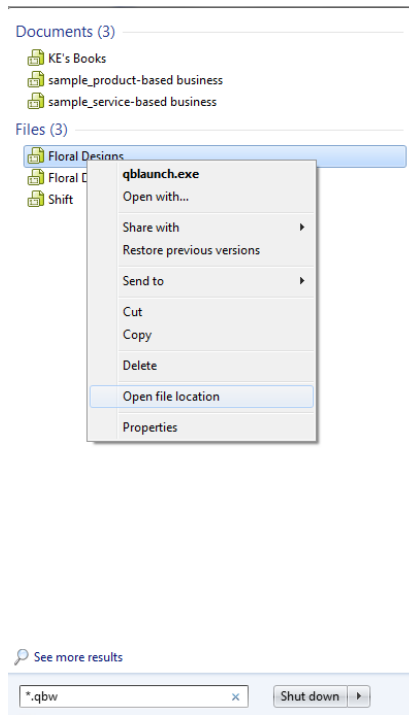 Documents (3)
KE's Books
sample_product-based business
sample_service-based business
Files (3)
Floral Designs
Floral D
Shift
qblaunch.exe
Open with...
Share with
Restore previous versions
Send to
Cut
Copy
Delete
Open file location
Properties
See more results
*.qbw
Shut down